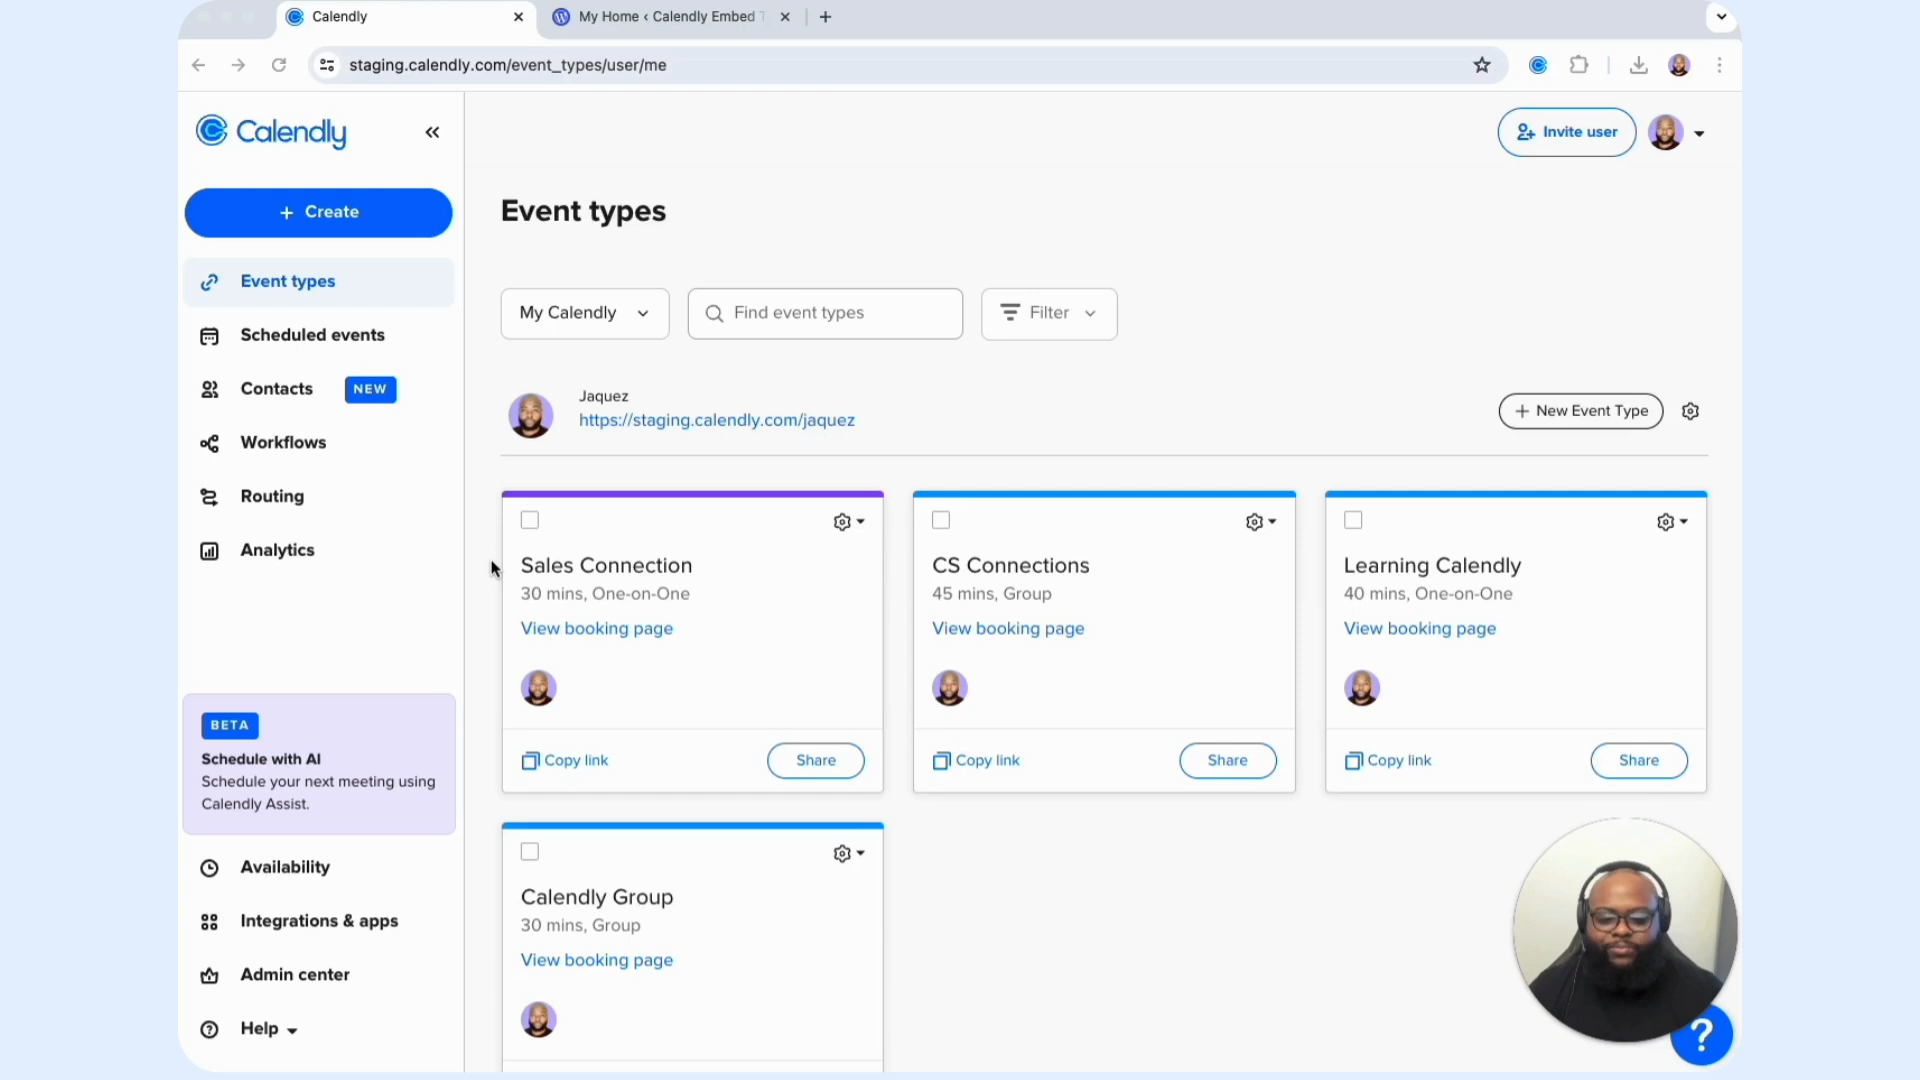 Calendly
My Home ‹ Calendly Embed
staging.calendly.com/event_types/user/me
Calendly
Invite user
+ Create
Event types
Event types
My Calendly
Find event types
Filter
Scheduled events
Contacts NEW
Workflows
Routing
Analytics
Jaquez
https://staging.calendly.com/jaquez
+ New Event Type
Sales Connection
30 mins, One-on-One
View booking page
Copy link
Share
CS Connections
45 mins, Group
View booking page
Copy link
Share
Learning Calendly
40 mins, One-on-One
View booking page
Copy link
Share
BETA
Schedule with AI
Schedule your next meeting using
Calendly Assist.
Availability
Integrations & apps
Admin center
Help
Calendly Group
30 mins, Group
View booking page
?